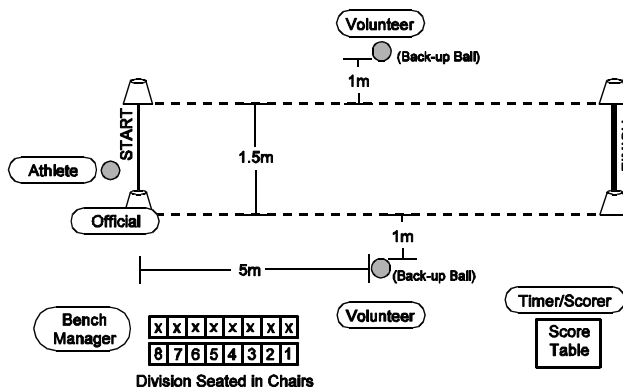 Volunteer
(Back-up Ball)
1m
START
1.5m
Athlete
Official
1m
5m
(Back-up Ball)
Bench
Manager
x x x x x x x x
8 7 6 5 4 3 2 1
Division Seated in Chairs
Volunteer
Timer/Scorer
Score
Table